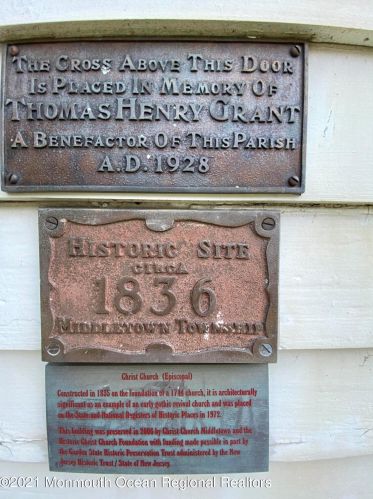 The Cross Above This Door
Is Placed In Memory Of
Thomas Henry Grant
A Benefactor Of This Parish
A.D. 1928
Historic Site
circa
1836
Middletown Township
Christ Church (Episcopal)
Constructed in 1835 on the foundation of a 1744 church, it is architecturally
significant as an example of an early gothic revival church and was placed
on the State and National Registers of Historic Places in 1972.
This building was preserved in 2006 by Christ Church Middletown and the
Historic Christ Church Foundation with funding made possible in part by
the Garden State Historic Preservation Trust administered by the New
Jersey Historic Trust / State of New Jersey.
©2021 Monmouth Ocean Regional Realtors